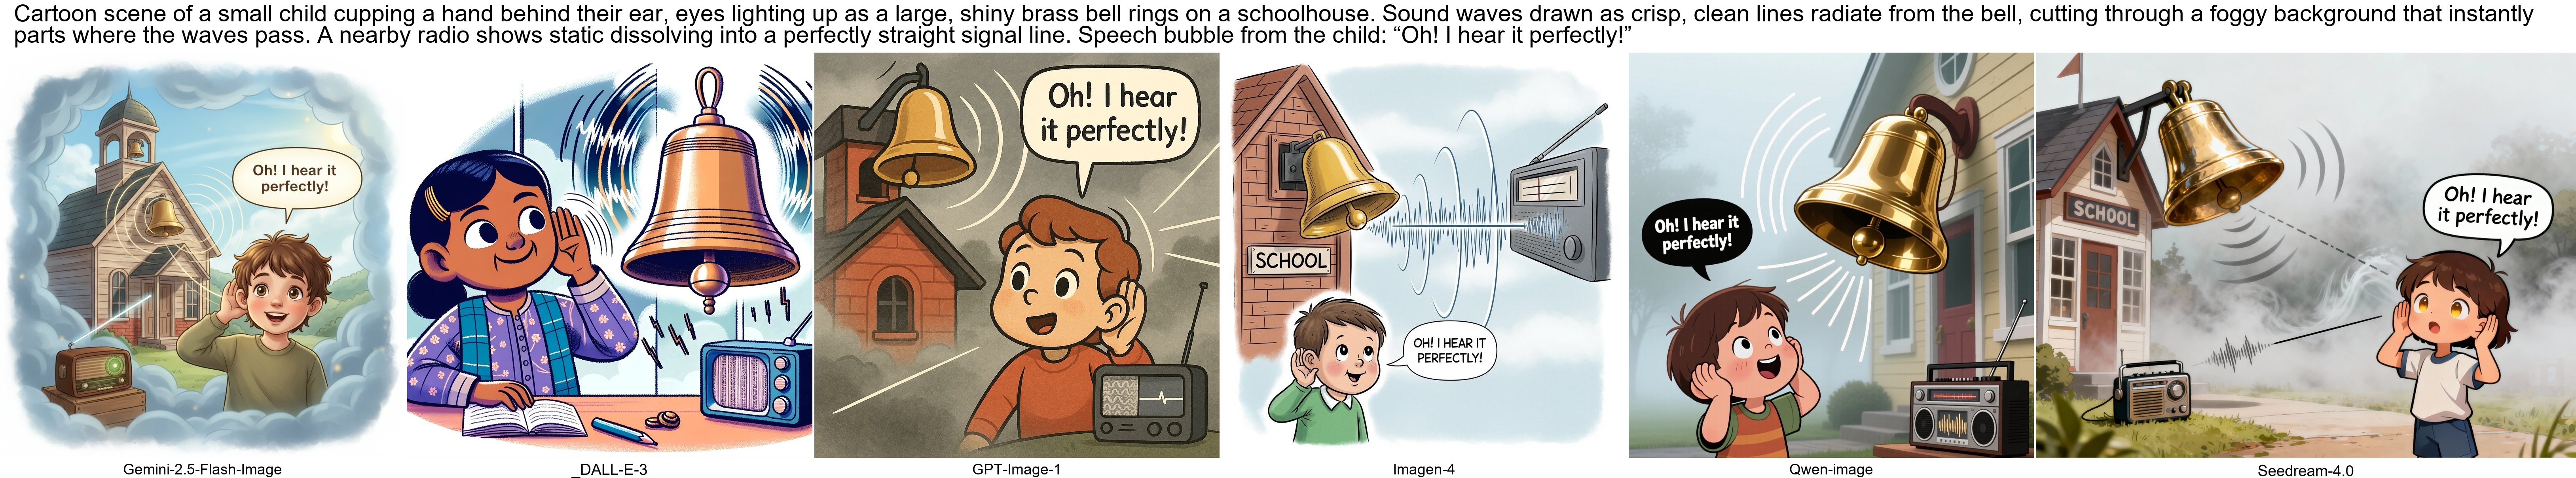 Cartoon scene of a small child cupping a hand behind their ear, eyes lighting up as a large, shiny brass bell rings on a schoolhouse. Sound waves drawn as crisp, clean lines radiate from the bell, cutting through a foggy background that instantly
parts where the waves pass. A nearby radio shows static dissolving into a perfectly straight signal line. Speech bubble from the child: “Oh! I hear it perfectly!”
Oh! I hear it
perfectly!
Oh! I hear
it perfectly!
SCHOOL
OH! I HEAR IT
PERFECTLY!
Oh! I hear it
perfectly!
SCHOOL
Oh! I hear
it perfectly!
Gemini-2.5-Flash-Image
_DALL-E-3
GPT-Image-1
Imagen-4
Qwen-image
Seedream-4.0